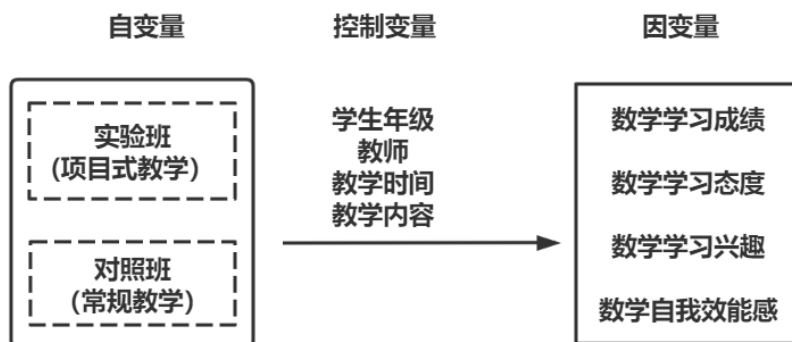 自变量
控制变量
因变量
实验班
(项目式教学)
对照班
(常规教学)
学生年级
教师
教学时间
教学内容
数学学习成绩
数学学习态度
数学学习兴趣
数学自我效能感